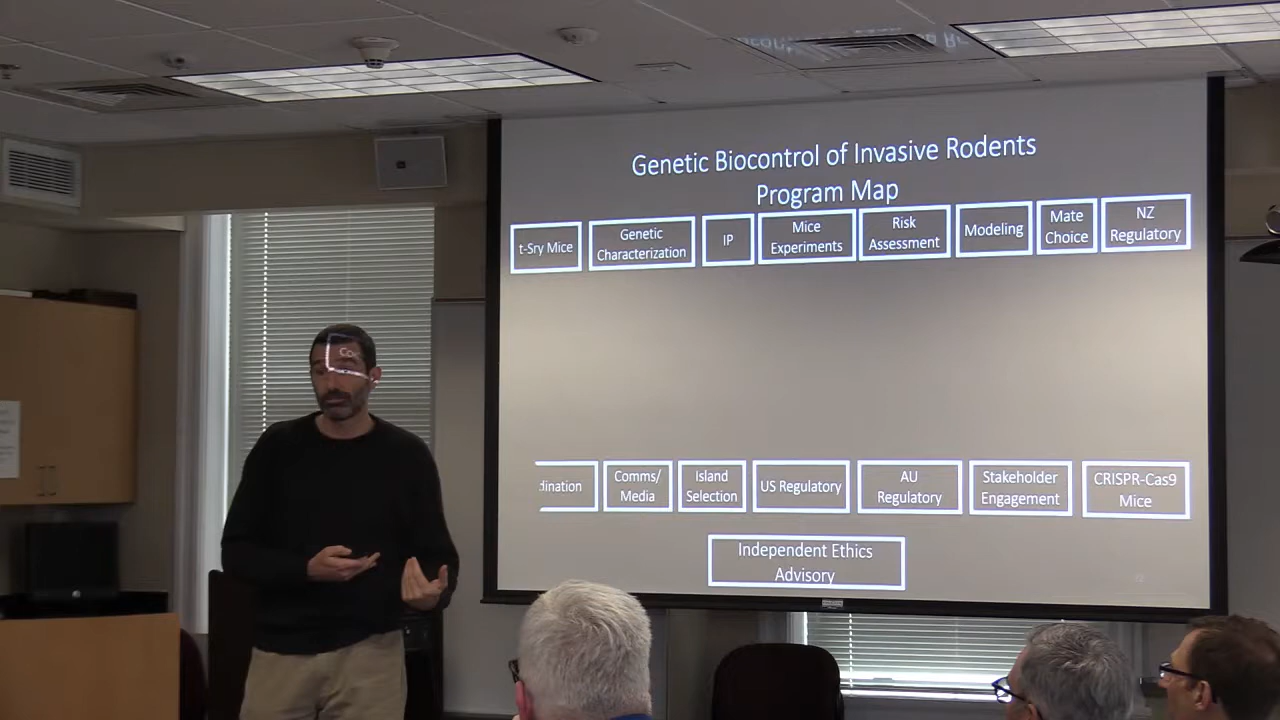 Genetic Biocontrol of Invasive Rodents
Program Map
t-Sry Mice
Genetic
Characterization
IP
Mice
Experiments
Risk
Assessment
Modeling
Mate
Choice
NZ
Regulatory
Co
dination
Comms/
Media
Island
Selection
US Regulatory
AU
Regulatory
Stakeholder
Engagement
CRISPR-Cas9
Mice
Independent Ethics
Advisory